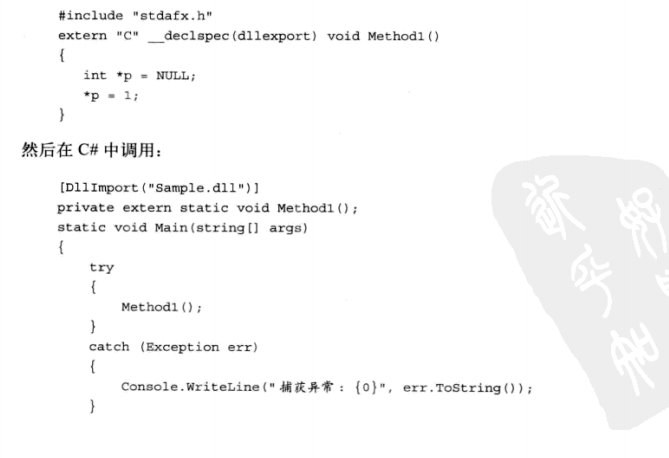 #include "stdafx.h"
extern "C" __declspec(dllexport) void Method1()
{
int *p = NULL;
*p = 1;
}
然后在 C# 中调用：
[DllImport("Sample.dll")]
private extern static void Method1();
static void Main(string[] args)
{
try
{
Method1();
}
catch (Exception err)
{
Console.WriteLine("捕获异常：{0}", err.ToString());
}